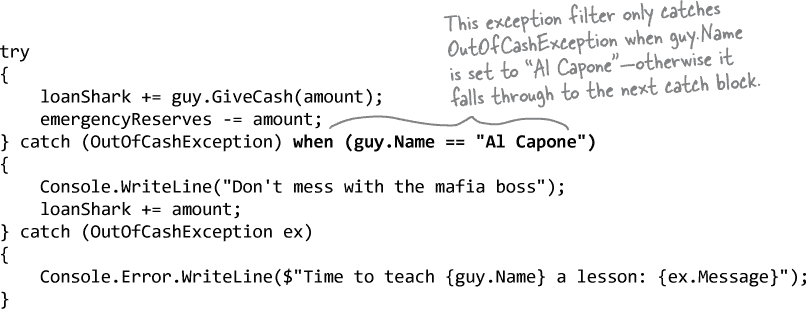 This exception filter only catches
OutOfCashException when guy.Name
is set to “Al Capone”—otherwise it
falls through to the next catch block.
try
{
    loanShark += guy.GiveCash(amount);
    emergencyReserves -= amount;
} catch (OutOfCashException) when (guy.Name == "Al Capone")
{
    Console.WriteLine("Don't mess with the mafia boss");
    loanShark += amount;
} catch (OutOfCashException ex)
{
    Console.Error.WriteLine($"Time to teach {guy.Name} a lesson: {ex.Message}");
}